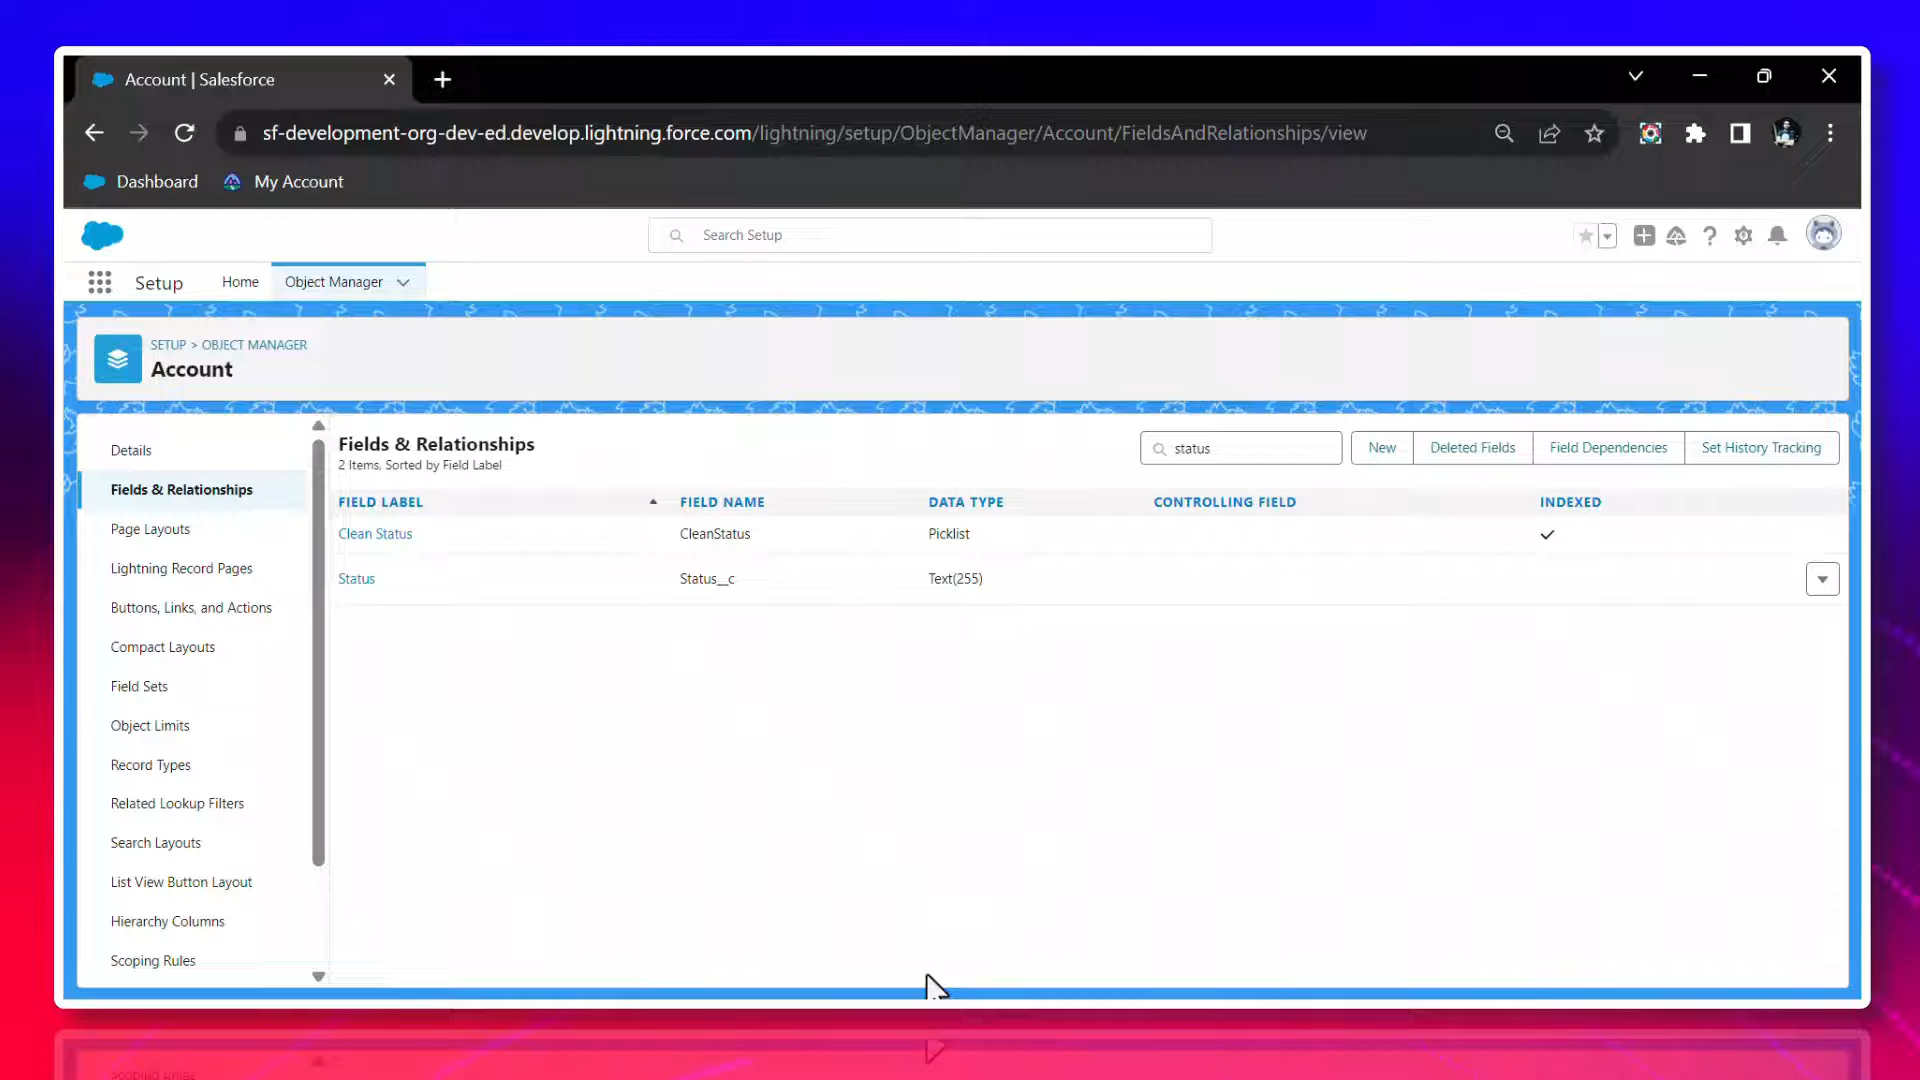 Account | Salesforce
sf-development-org-dev-ed.develop.lightning.force.com/lightning/setup/ObjectManager/Account/FieldsAndRelationships/view
Dashboard My Account
Search Setup
Setup Home Object Manager
SETUP > OBJECT MANAGER
Account
Details
Fields & Relationships
Page Layouts
Lightning Record Pages
Buttons, Links, and Actions
Compact Layouts
Field Sets
Object Limits
Record Types
Related Lookup Filters
Search Layouts
List View Button Layout
Hierarchy Columns
Scoping Rules
Fields & Relationships
2 Items, Sorted by Field Label
status New Deleted Fields Field Dependencies Set History Tracking
FIELD LABEL FIELD NAME DATA TYPE CONTROLLING FIELD INDEXED
Clean Status CleanStatus Picklist
Status Status__c Text(255)
Scoping Rules